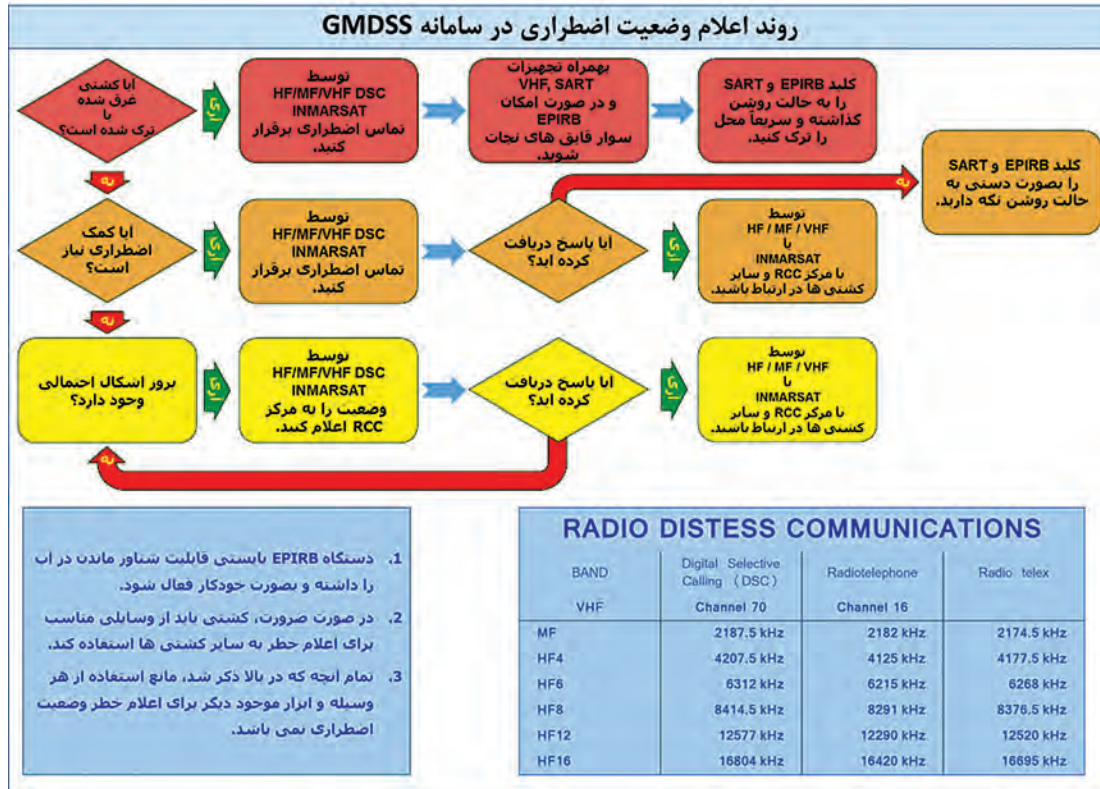 روند اعلام وضعیت اضطراری در سامانه GMDSS
آیا کشتی
غرق شده
یا
ترک شده است؟
آری
توسط
HF/MF/VHF DSC
INMARSAT
تماس اضطراری برقرار
کنید.
بهمراه تجهیزات
VHF, SART
و در صورت امکان
EPIRB
سوار قایق های نجات
شوید.
کلید EPIRB و SART
را به حالت روشن
گذاشته و سریعاً محل
را ترک کنید.
نه
آیا کمک
اضطراری نیاز
است؟
آری
توسط
HF/MF/VHF DSC
INMARSAT
تماس اضطراری برقرار
کنید.
آیا پاسخ دریافت
کرده اید؟
نه
کلید EPIRB و SART
را بصورت دستی به
حالت روشن نگه دارید.
آری
توسط
HF / MF / VHF
یا
INMARSAT
با مرکز RCC و سایر
کشتی ها در ارتباط باشید.
نه
بروز اشکال احتمالی
وجود دارد؟
آری
توسط
HF/MF/VHF DSC
INMARSAT
وضعیت را به مرکز
RCC اعلام کنید.
آیا پاسخ دریافت
کرده اید؟
آری
توسط
HF / MF / VHF
یا
INMARSAT
با مرکز RCC و سایر
کشتی ها در ارتباط باشید.
نه
1. دستگاه EPIRB بایستی قابلیت شناور ماندن در آب
را داشته و بصورت خودکار فعال شود.
2. در صورت ضرورت، کشتی باید از وسایلی مناسب
برای اعلام خطر به سایر کشتی ها استفاده کند.
3. تمام آنچه که در بالا ذکر شد، مانع استفاده از هر
وسیله و ابزار موجود دیگر برای اعلام خطر وضعیت
اضطراری نمی باشد.
RADIO DISTESS COMMUNICATIONS
BAND Digital Selective Calling (DSC) Radiotelephone Radio telex
VHF Channel 70 Channel 16
MF 2187.5 kHz 2182 kHz 2174.5 kHz
HF4 4207.5 kHz 4125 kHz 4177.5 kHz
HF6 6312 kHz 6215 kHz 6268 kHz
HF8 8414.5 kHz 8291 kHz 8376.5 kHz
HF12 12577 kHz 12290 kHz 12520 kHz
HF16 16804 kHz 16420 kHz 16695 kHz